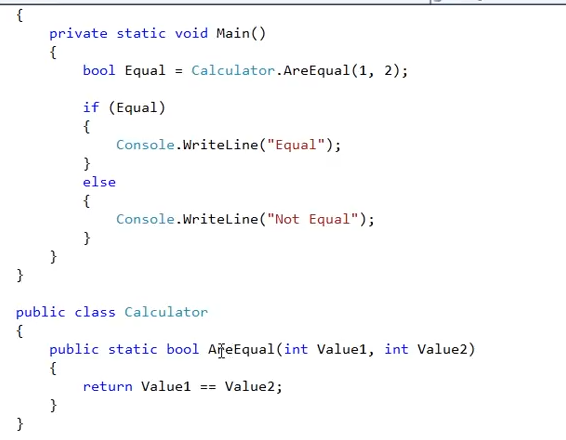 {
    private static void Main()
    {
        bool Equal = Calculator.AreEqual(1, 2);

        if (Equal)
        {
            Console.WriteLine("Equal");
        }
        else
        {
            Console.WriteLine("Not Equal");
        }
    }
}

public class Calculator
{
    public static bool AreEqual(int Value1, int Value2)
    {
        return Value1 == Value2;
    }
}